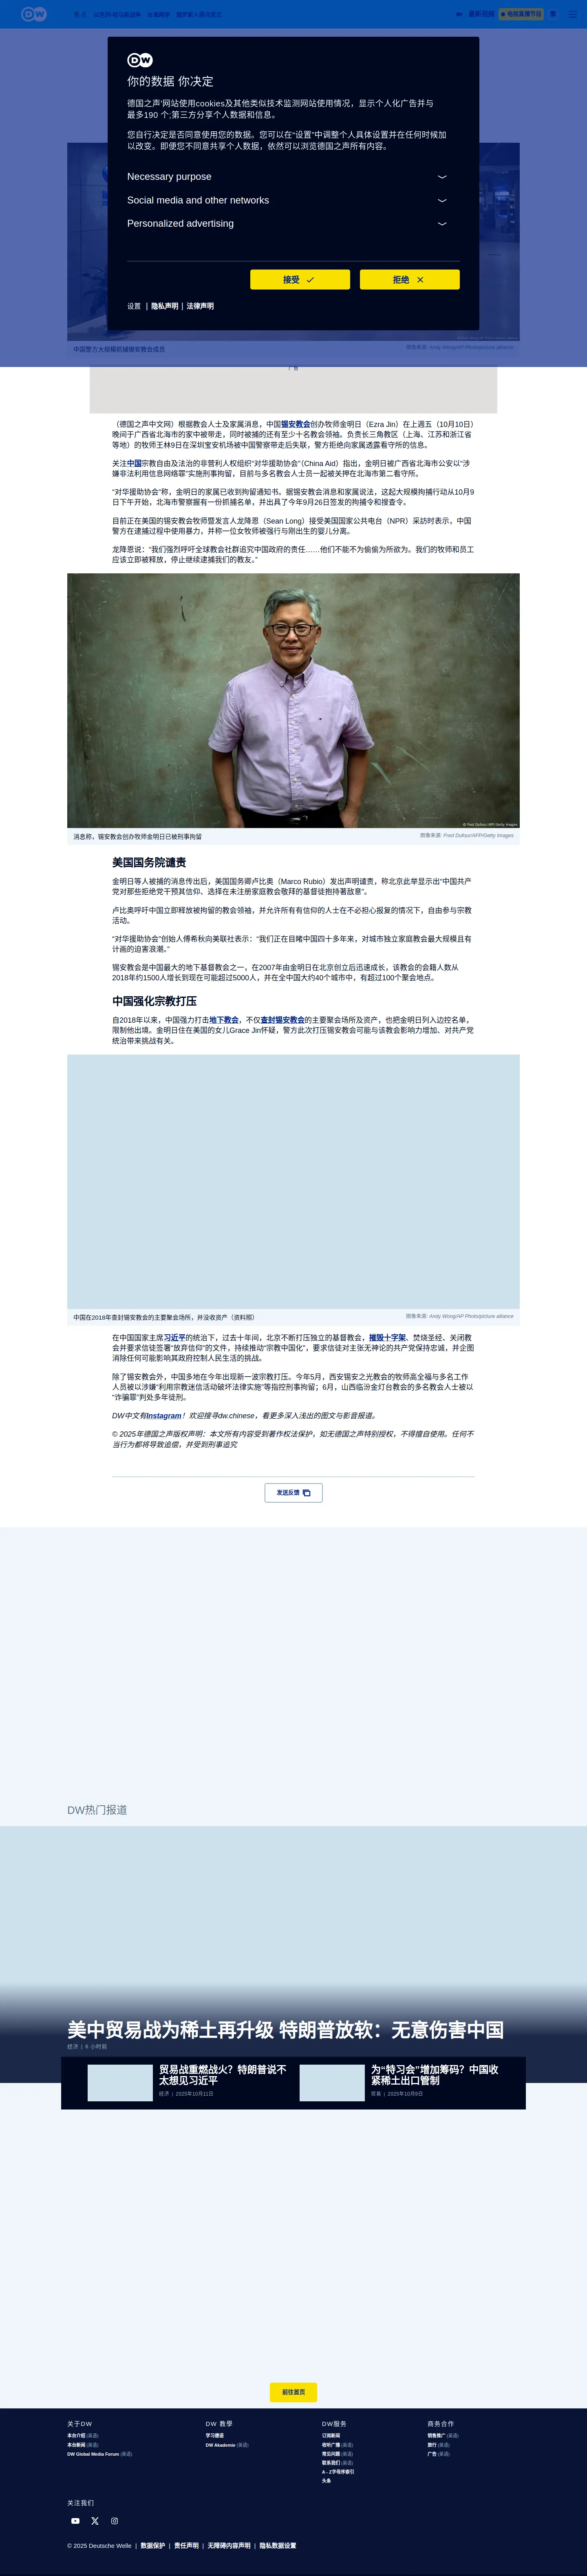 DW
焦点
以色列-哈马斯战争
台海两岸
俄罗斯入侵乌克兰
最新视频
电视直播节目
DW
你的数据 你决定
德国之声"网站使用cookies及其他类似技术监测网站使用情况，显示个人化广告并与
最多190 个;第三方分享个人数据和信息。
您自行决定是否同意使用您的数据。您可以在"设置"中调整个人具体设置并在任何时候加
以改变。即便您不同意共享个人数据，依然可以浏览德国之声所有内容。
Necessary purpose
Social media and other networks
Personalized advertising
接受
拒绝
设置 | 隐私声明 | 法律声明
中国警方大规模抓捕锡安教会成员
图像来源: Andy Wong/AP Photo/picture alliance
广告
（德国之声中文网）根据教会人士及家属消息，中国锡安教会创办牧师金明日（Ezra Jin）在上週五（10月10日）
晚间于广西省北海市的家中被带走，同时被捕的还有至少十名教会领袖。负责长三角教区（上海、江苏和浙江省
等地）的牧师王林9日在深圳宝安机场被中国警察带走后失联，警方拒绝向家属透露看守所的信息。
关注中国宗教自由及法治的非营利人权组织"对华援助协会"（China Aid）指出，金明日被广西省北海市公安以"涉
嫌非法利用信息网络罪"实施刑事拘留，目前与多名教会人士员一起被关押在北海市第二看守所。
"对华援助协会"称，金明日的家属已收到拘留通知书。据锡安教会消息和家属说法，这起大规模拘捕行动从10月9
日下午开始，北海市警察握有一份抓捕名单，并出具了今年9月26日签发的拘捕令和搜查令。
目前正在美国的锡安教会牧师暨发言人龙降恩（Sean Long）接受美国国家公共电台（NPR）采訪时表示，中国
警方在逮捕过程中使用暴力，并称一位女牧师被强行与刚出生的婴儿分离。
龙降恩说："我们强烈呼吁全球教会社群追究中国政府的责任……他们不能不为偷偷为所欲为。我们的牧师和员工
应该立即被释放，停止继续逮捕我们的教友。"
© Fred Dufour/AFP/Getty Images
消息称，锡安教会创办牧师金明日已被刑事拘留
图像来源: Fred Dufour/AFP/Getty Images
美国国务院谴责
金明日等人被捕的消息传出后，美国国务卿卢比奥（Marco Rubio）发出声明谴责，称北京此举显示出"中国共产
党对那些拒绝党干预其信仰、选择在未注册家庭教会敬拜的基督徒抱持著敌意"。
卢比奥呼吁中国立即释放被拘留的教会领袖，并允许所有有信仰的人士在不必担心报复的情况下，自由参与宗教
活动。
"对华援助协会"创始人傅希秋向美联社表示："我们正在目睹中国四十多年来，对城市独立家庭教会最大规模且有
计画的迫害浪潮。"
锡安教会是中国最大的地下基督教会之一，在2007年由金明日在北京创立后迅速成长，该教会的会籍人数从
2018年约1500人增长到现在可能超过5000人，并在全中国大约40个城市中，有超过100个聚会地点。
中国强化宗教打压
自2018年以来，中国强力打击地下教会，不仅查封锡安教会的主要聚会场所及资产，也把金明日列入边控名单，
限制他出境。金明日住在美国的女儿Grace Jin怀疑，警方此次打压锡安教会可能与该教会影响力增加、对共产党
统治带来挑战有关。
中国在2018年查封锡安教会的主要聚会场所，并没收资产（资料照）
图像来源: Andy Wong/AP Photo/picture alliance
在中国国家主席习近平的统治下，过去十年间，北京不断打压独立的基督教会，摧毁十字架、焚烧圣经、关闭教
会并要求信徒签署"放弃信仰"的文件，持续推动"宗教中国化"，要求信徒对主张无神论的共产党保持忠诚，并企图
消除任何可能影响其政府控制人民生活的挑战。
除了锡安教会外，中国多地在今年出现新一波宗教打压。今年5月，西安锡安之光教会的牧师高全福与多名工作
人员被以涉嫌"利用宗教迷信活动破坏法律实施"等指控刑事拘留；6月，山西临汾金灯台教会的多名教会人士被以
"诈骗罪"判处多年徒刑。
DW中文有Instagram！欢迎搜寻dw.chinese，看更多深入浅出的图文与影音报道。
© 2025年德国之声版权声明：本文所有内容受到著作权法保护，如无德国之声特别授权，不得擅自使用。任何不
当行为都将导致追偿，并受到刑事追究
发送反馈
DW热门报道
美中贸易战为稀土再升级 特朗普放软：无意伤害中国
经济 | 6 小时前
贸易战重燃战火？特朗普说不
太想见习近平
经济 | 2025年10月11日
为"特习会"增加筹码？中国收
紧稀土出口管制
贸易 | 2025年10月9日
前往首页
关于DW
本台介绍 (英语)
本台新闻 (英语)
DW Global Media Forum (英语)
DW 教學
学习德语
DW Akademie (英语)
DW服务
订阅新闻
收听广播 (英语)
常见问题 (英语)
联系我们 (英语)
A - Z字母序索引
头条
商务合作
销售推广 (英语)
旅行 (英语)
广告 (英语)
关注我们
© 2025 Deutsche Welle | 数据保护 | 责任声明 | 无障碍内容声明 | 隐私数据设置